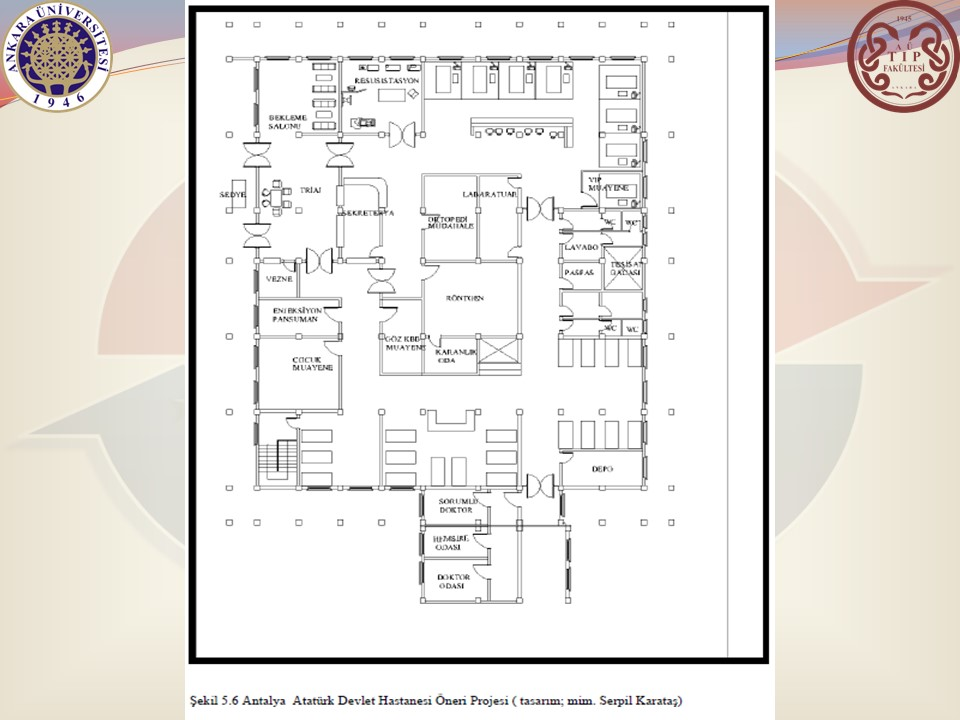 ANKARA ÜNİVERSİTESİ
1946
1945
A Ü
TIP
FAKÜLTESİ
ANKARA
RESUSISTASYON
BEKLEME
SALONU
SEDYE
TRİAJ
SEKRETERYA
LABARATUAR
ORTOPEDİ
MUDAHALE
VIP
MUAYENE
WC
WC
LAVABO
PASPAS
TESİSAT
ODASI
VEZNE
ENJEKSİYON
PANSUMAN
RÖNTGEN
WC
WC
GÖZ KBB
MUAYENE
KARANLIK
ODA
ÇOCUK
MUAYENE
DEPO
SORUMLU
DOKTOR
HEMŞİRE
ODASI
DOKTOR
ODASI
Şekil 5.6 Antalya Atatürk Devlet Hastanesi Öneri Projesi ( tasarım; mim. Serpil Karataş)